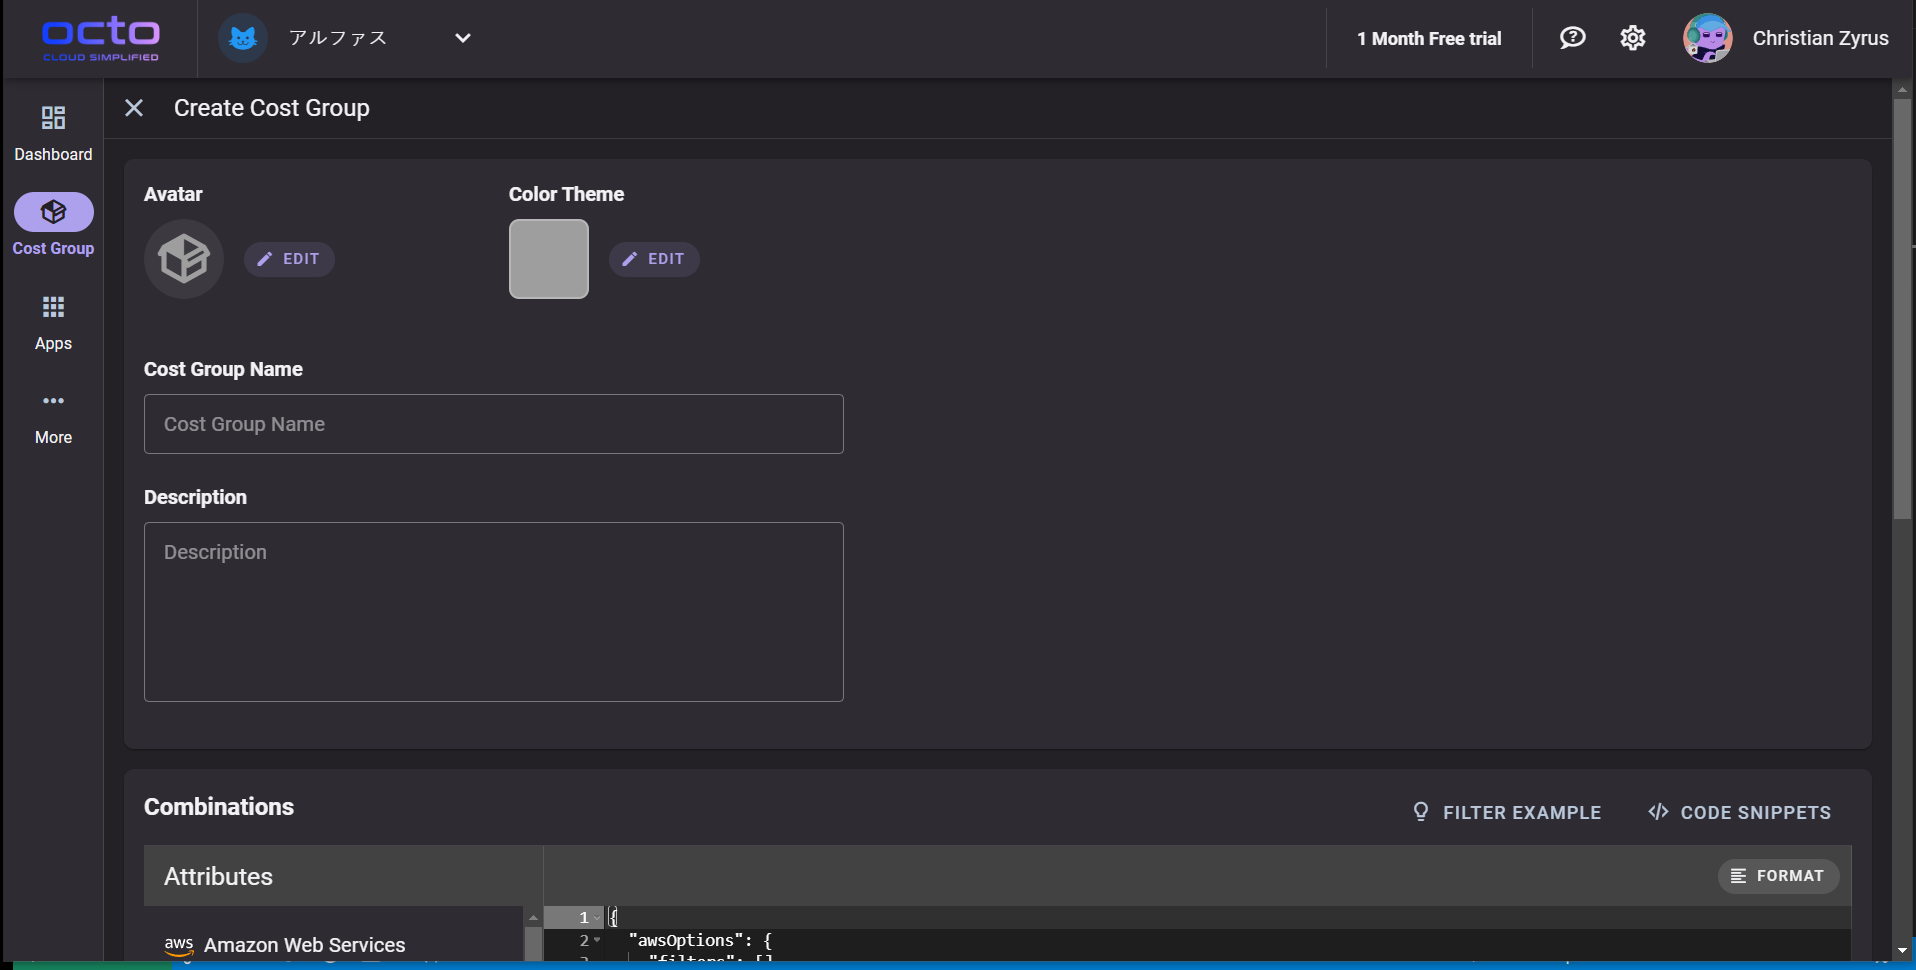 octo
CLOUD SIMPLIFIED
アルファス
1 Month Free trial
Christian Zyrus
Dashboard
Cost Group
Apps
More
Create Cost Group
Avatar
EDIT
Color Theme
EDIT
Cost Group Name
Cost Group Name
Description
Description
Combinations
FILTER EXAMPLE
CODE SNIPPETS
Attributes
FORMAT
aws Amazon Web Services
1 {
2 "awsOptions": {
"filters": []